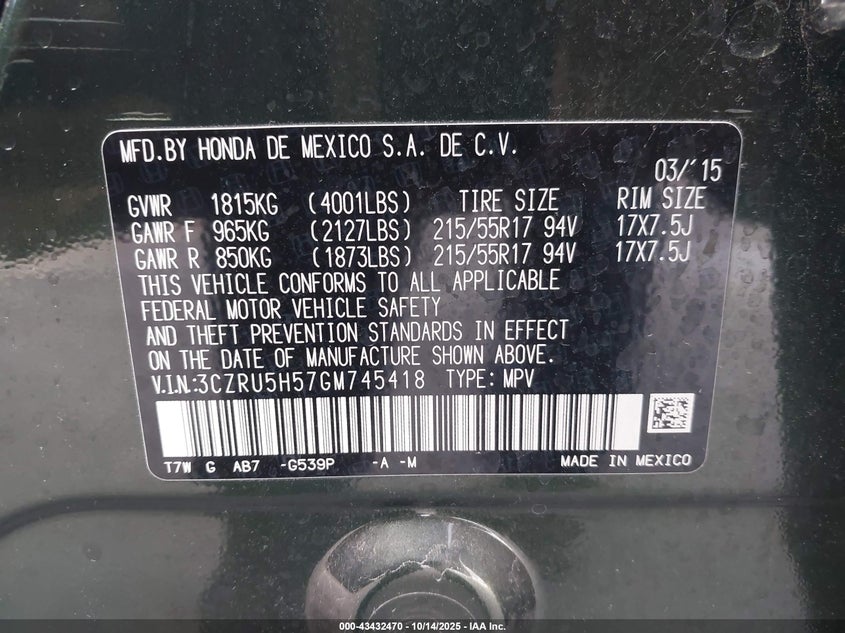 MFD.BY HONDA DE MEXICO S.A. DE C.V.
03/'15
GVWR 1815KG (4001LBS) TIRE SIZE RIM SIZE
GAWR F 965KG (2127LBS) 215/55R17 94V 17X7.5J
GAWR R 850KG (1873LBS) 215/55R17 94V 17X7.5J
THIS VEHICLE CONFORMS TO ALL APPLICABLE
FEDERAL MOTOR VEHICLE SAFETY
AND THEFT PREVENTION STANDARDS IN EFFECT
ON THE DATE OF MANUFACTURE SHOWN ABOVE.
V.I.N.:3CZRU5H57GM745418 TYPE: MPV
T7W G AB7 -G539P -A -M MADE IN MEXICO
000-43432470 | 10/14/2025 | IAA Inc.